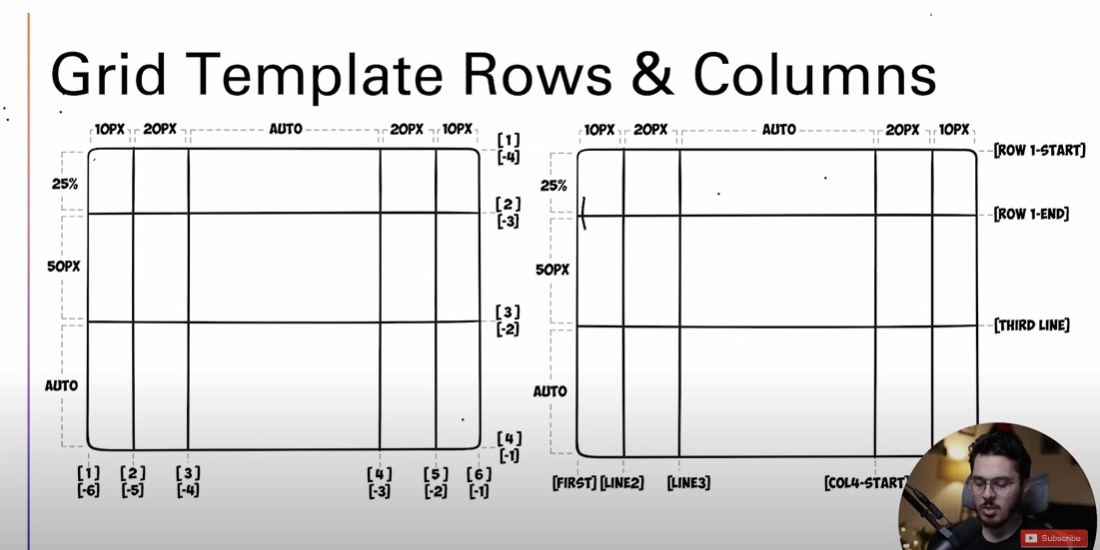 Grid Template Rows & Columns
10PX 20PX AUTO 20PX 10PX
25%
50PX
AUTO
[1]
[-4]
[2]
[-3]
[3]
[-2]
[4]
[-1]
[1] [2] [3] [4] [5] [6]
[-6] [-5] [-4] [-3] [-2] [-1]
10PX 20PX AUTO 20PX 10PX
25%
50PX
AUTO
[ROW 1-START]
[ROW 1-END]
[THIRD LINE]
[FIRST] [LINE2] [LINE3] [COL4-START]
Subscribe